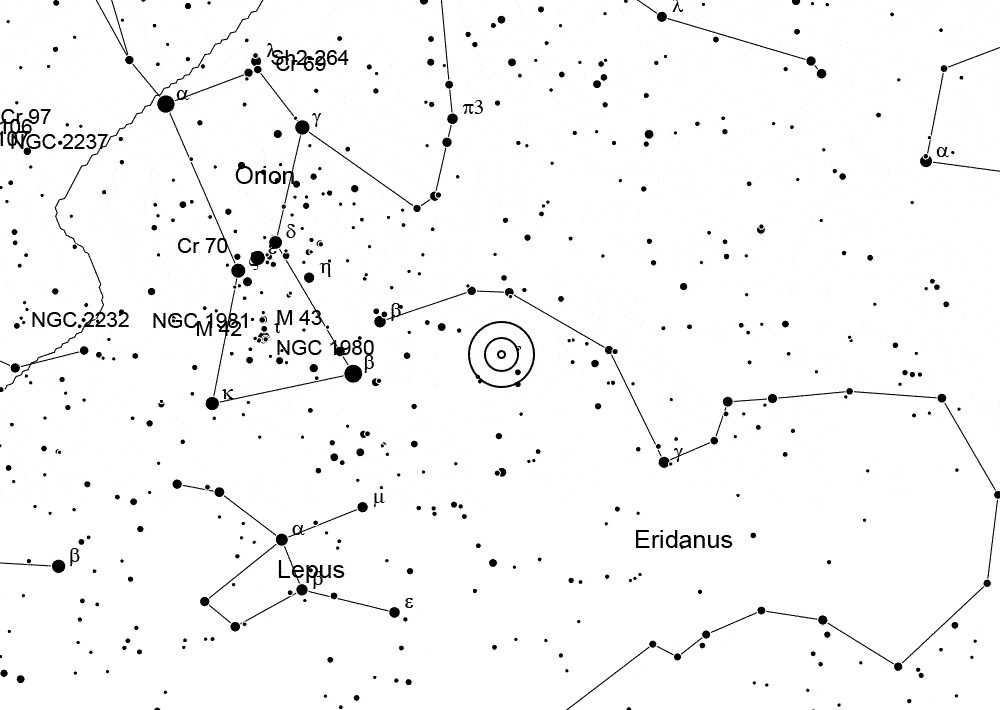 λ
λ
Sh2-264
Cr 69
α
π3
Cr 97
106
NGC 2237
γ
α
Orion
δ
Cr 70
ε
ζ
η
NGC 2232
NGC 1981
M 43
M 42
ι
β
NGC 1980
β
κ
γ
μ
α
Eridanus
β
Lepus
β
ε